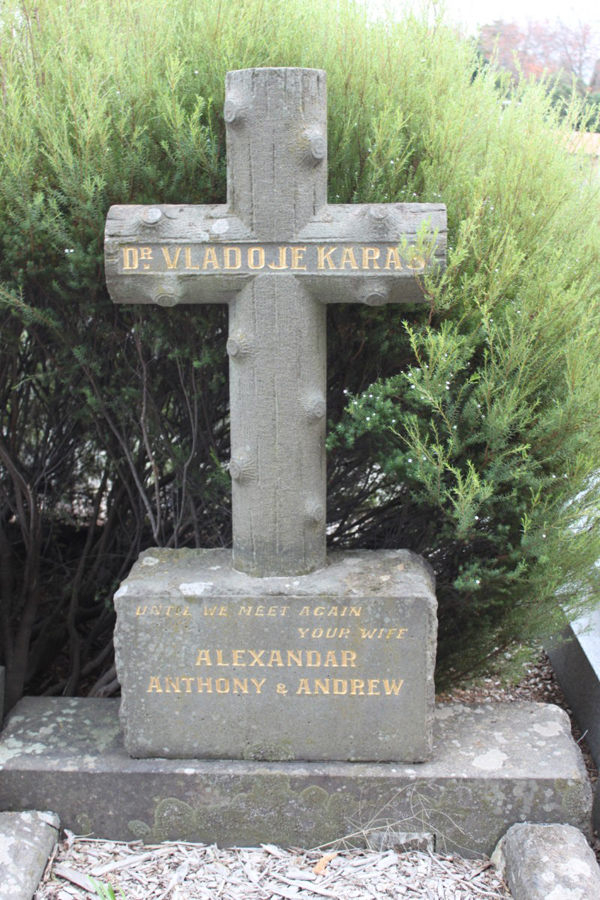 DR. VLADOJE KARAS
UNTIL WE MEET AGAIN
YOUR WIFE
ALEXANDAR
ANTHONY & ANDREW